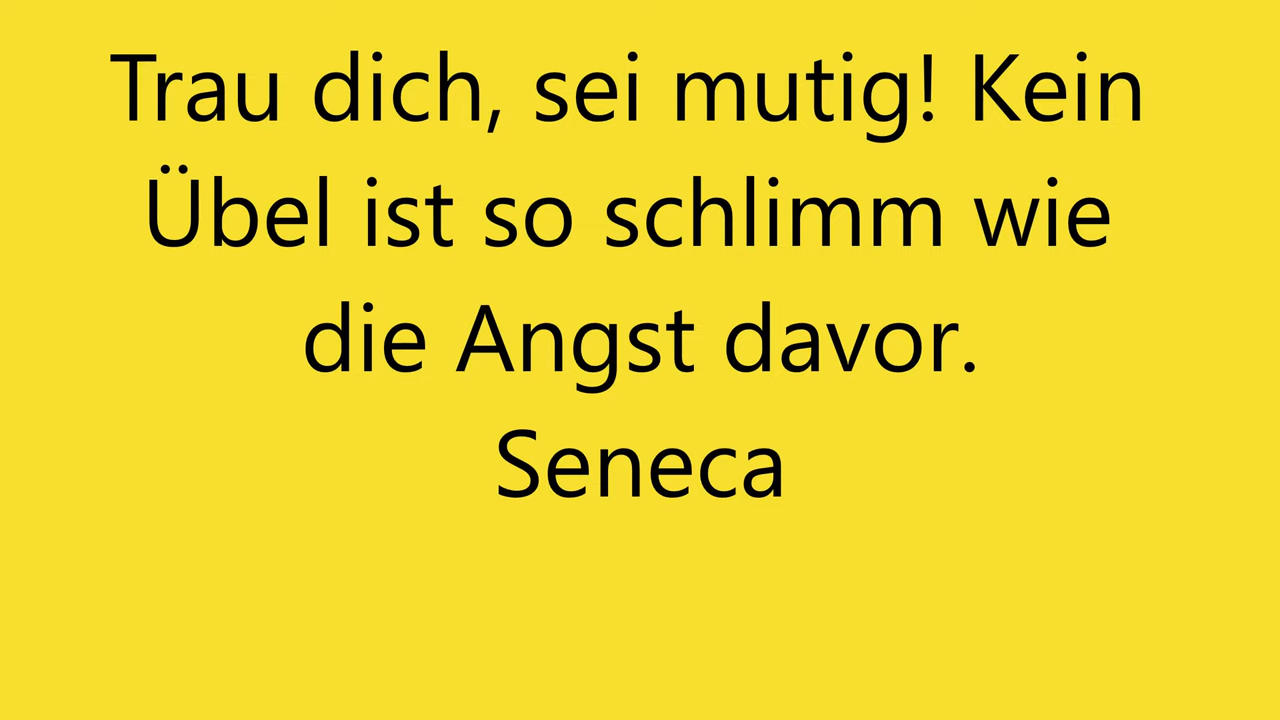 Trau dich, sei mutig! Kein
Übel ist so schlimm wie
die Angst davor.
Seneca